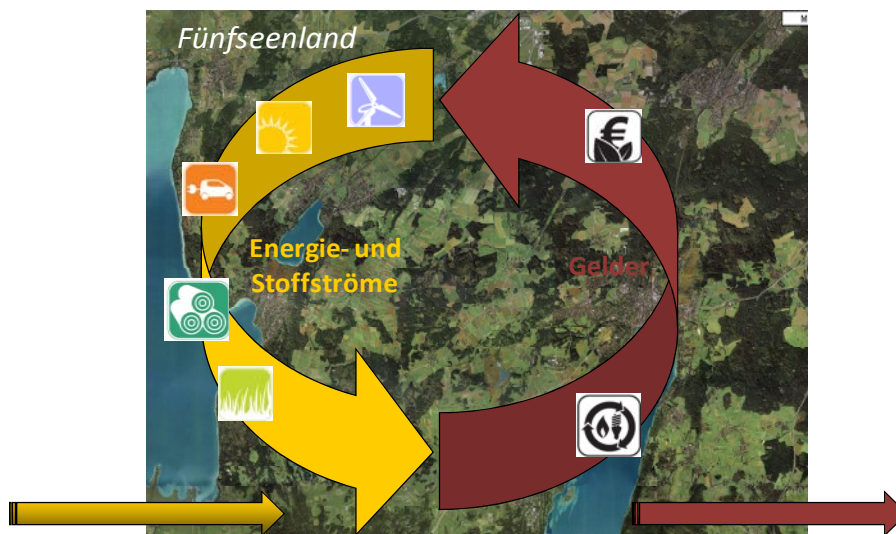 Fünfseenland
Energie- und
Stoffströme
Gelder
€